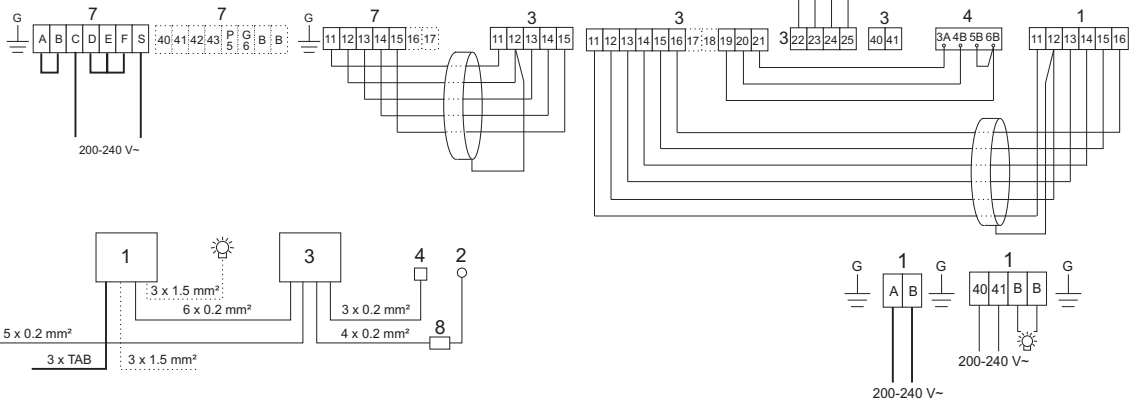 G 7 7 G 7 3 3 3 4 1
A B C D E F S 40 41 42 43 P5 G6 B B 11 12 13 14 15 16 17 11 12 13 14 15 11 12 13 14 15 16 17 18 19 20 21 3 22 23 24 25 40 41 3A 4B 5B 6B 11 12 13 14 15 16
200-240 V~
1 3 4 2
3 x 1.5 mm²
6 x 0.2 mm² 3 x 0.2 mm²
5 x 0.2 mm² 4 x 0.2 mm² 8
3 x TAB 3 x 1.5 mm²
G 1 G 1 G
A B 40 41 B B
200-240 V~
200-240 V~